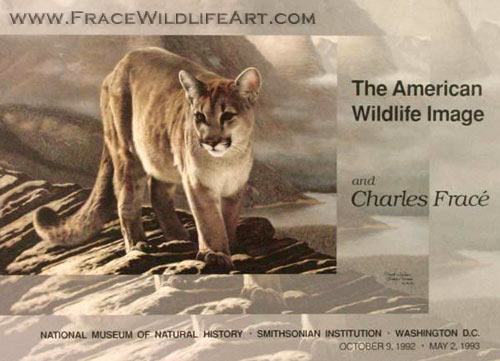 www.FraceWildlifeArt.com
The American
Wildlife Image
and
Charles Fracé
NATIONAL MUSEUM OF NATURAL HISTORY · SMITHSONIAN INSTITUTION · WASHINGTON D.C.
OCTOBER 9, 1992 · MAY 2, 1993